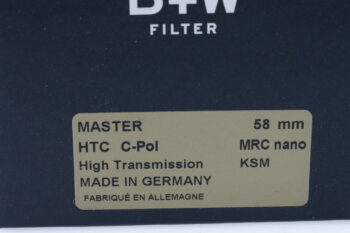 B+W
FILTER
MASTER 58 mm
HTC C-Pol MRC nano
High Transmission KSM
MADE IN GERMANY
FABRIQUÉ EN ALLEMAGNE